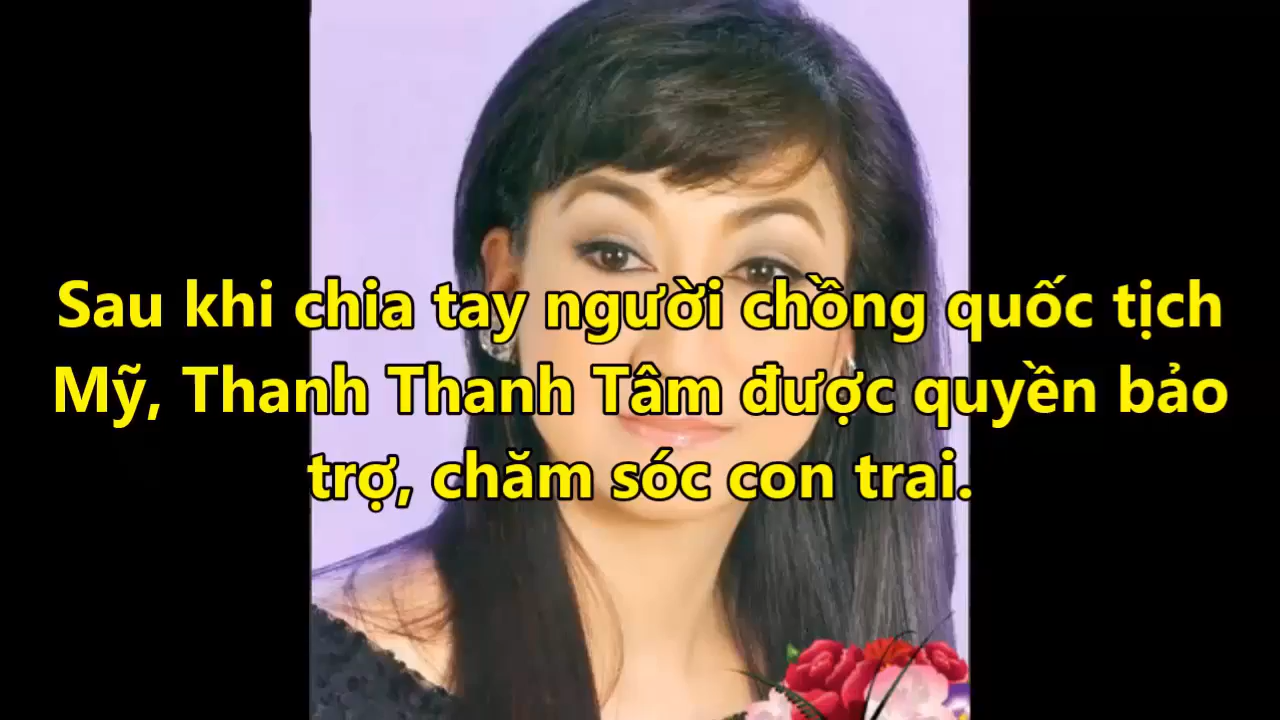 Sau khi chia tay người chồng quốc tịch
Mỹ, Thanh Thanh Tâm được quyền bảo
trợ, chăm sóc con trai.